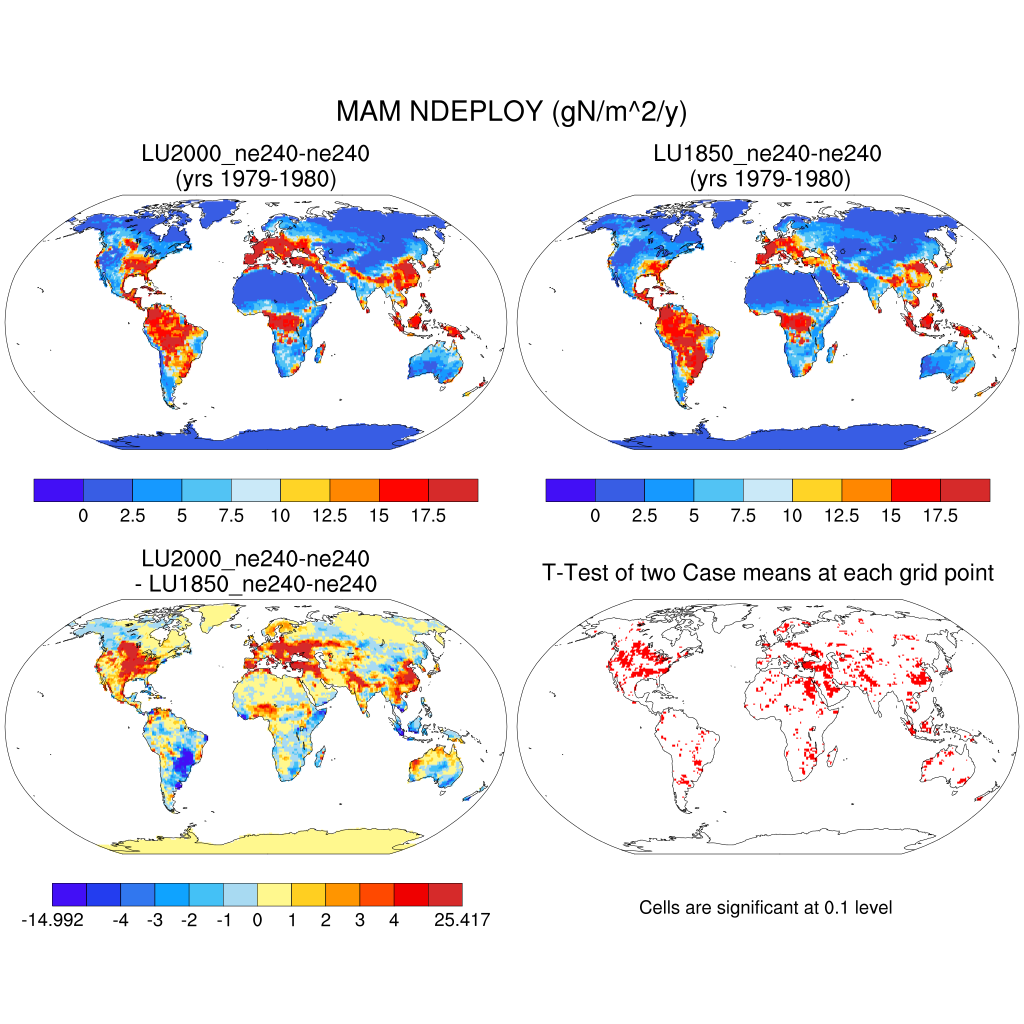 MAM NDEPLOY (gN/m^2/y)
LU2000_ne240-ne240
(yrs 1979-1980)
LU1850_ne240-ne240
(yrs 1979-1980)
0 2.5 5 7.5 10 12.5 15 17.5
0 2.5 5 7.5 10 12.5 15 17.5
LU2000_ne240-ne240
- LU1850_ne240-ne240
T-Test of two Case means at each grid point
-14.992 -4 -3 -2 -1 0 1 2 3 4 25.417
Cells are significant at 0.1 level